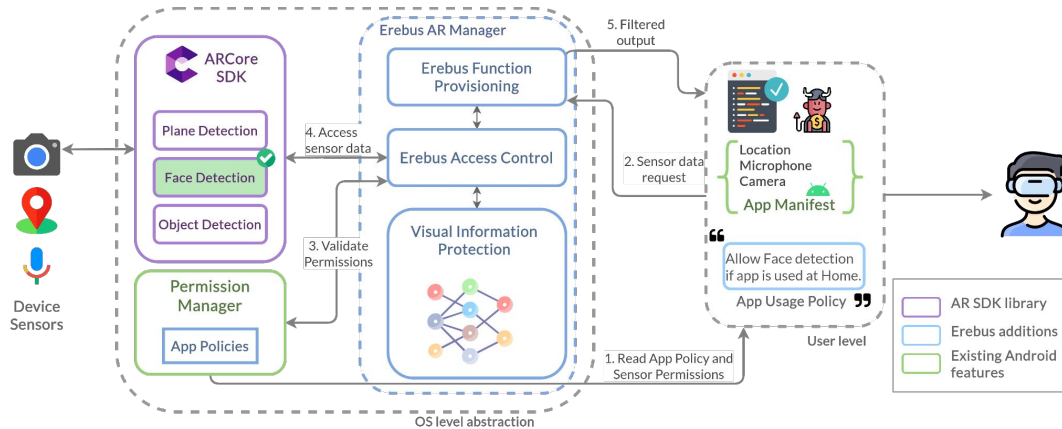 Device
Sensors
ARCore
SDK
Plane Detection
Face Detection
Object Detection
Permission
Manager
App Policies
4. Access
sensor data
3. Validate
Permissions
Erebus AR Manager
Erebus Function
Provisioning
Erebus Access Control
Visual Information
Protection
OS level abstraction
5. Filtered
output
2. Sensor data
request
1. Read App Policy and
Sensor Permissions
Location
Microphone
Camera
App Manifest
❝
Allow Face detection
if app is used at Home.
App Usage Policy ❞
User level
AR SDK library
Erebus additions
Existing Android
features